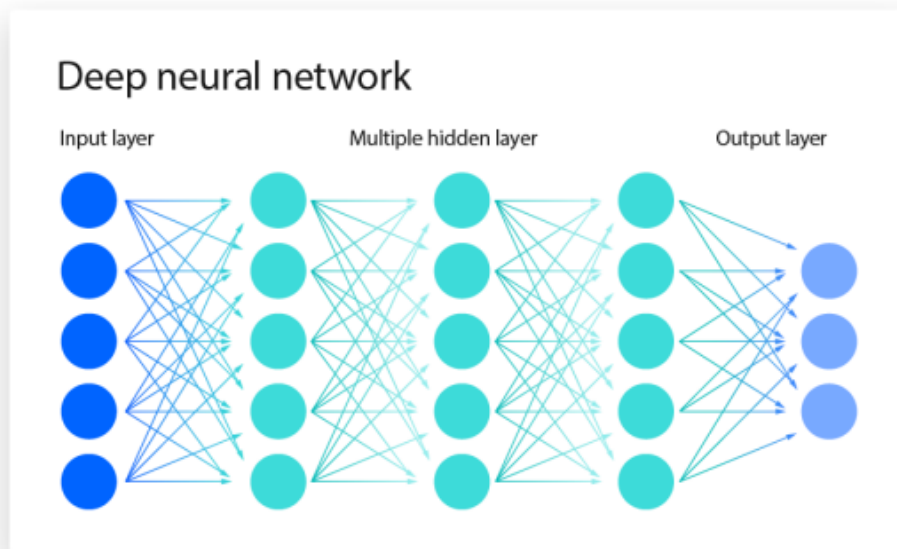 Deep neural network
Input layer
Multiple hidden layer
Output layer